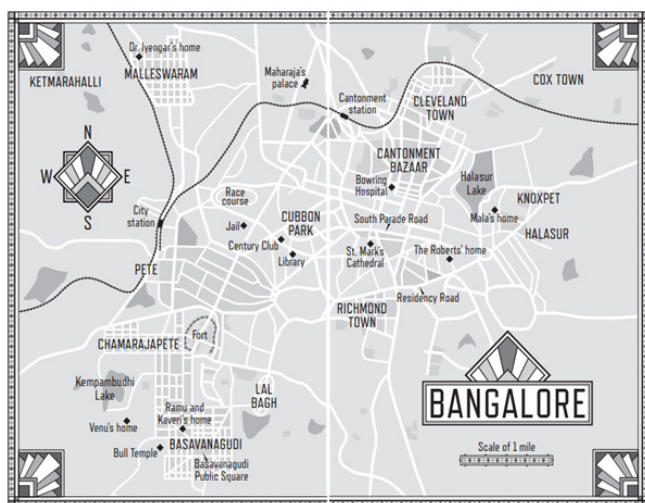 Dr. Iyengar's home
MALLESWARAM
KETMARAHALLI
Maharaja's
palace
Cantonment
station
CLEVELAND
TOWN
COX TOWN
N
W
E
S
CANTONMENT
BAZAAR
Bowring
Hospital
Halasur
Lake
KNOXPET
Mala's home
HALASUR
Race
course
City
station
Jail
CUBBON
PARK
Century Club
Library
South Parade Road
St. Mark's
Cathedral
The Roberts' home
PETE
Residency Road
RICHMOND
TOWN
CHAMARAJAPETE
Fort
Kempambudhi
Lake
LAL
BAGH
Ramu and
Kaveri's home
Venu's home
BASAVANAGUDI
Bull Temple
Basavanagudi
Public Square
BANGALORE
Scale of 1 mile